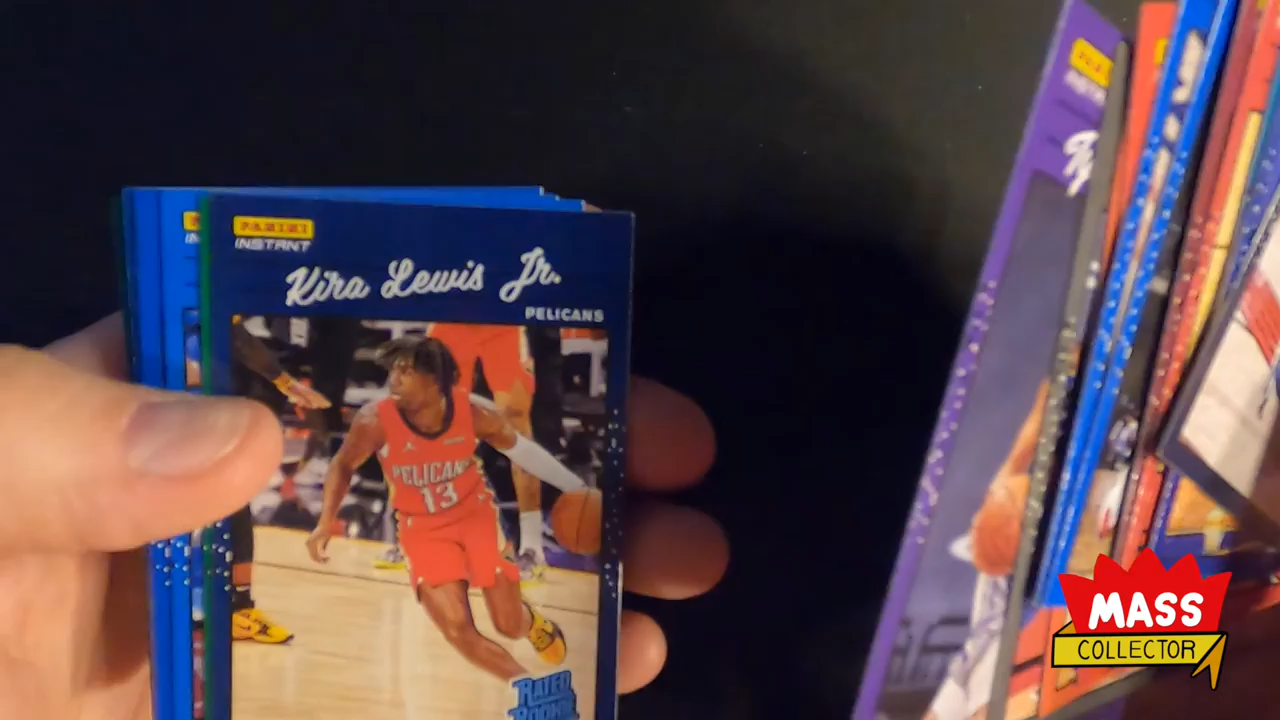 PANINI
INSTANT
Kira Lewis Jr.
PELICANS
PELICANS
13
RATED
ROOKIE
MASS
COLLECTOR